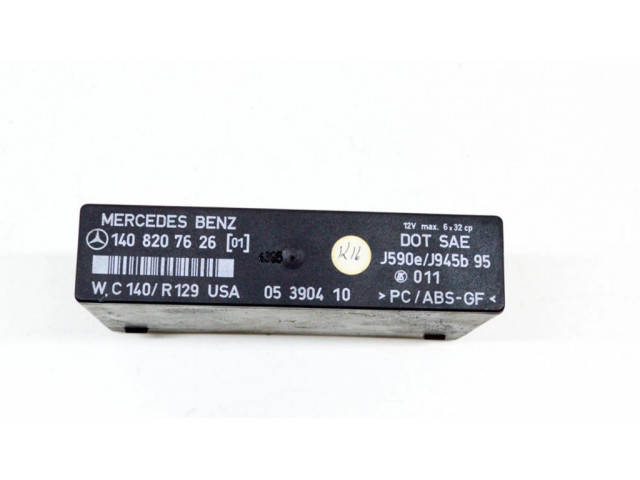 MERCEDES BENZ
140 820 76 26 [01]
W, C 140/ R 129 USA
05 3904 10
12V max. 6x32 cp
DOT SAE
J590e/J945b 95
011
> PC / ABS-GF <